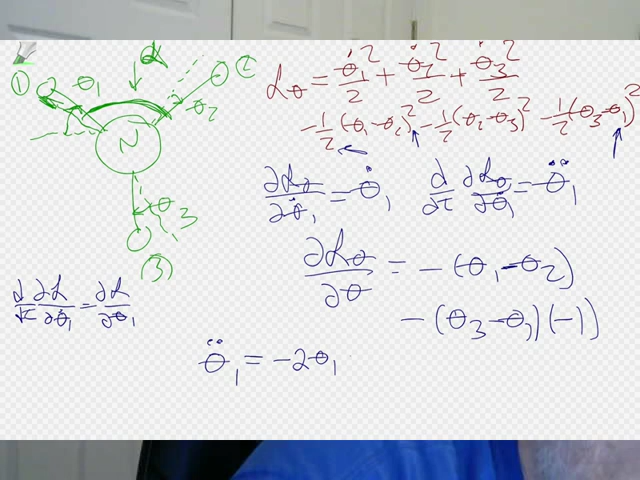 ① θ₁ α ② θ₂
N
θ₃
(3)
ℒ_θ = θ̇₁²/2 + θ̇₂²/2 + θ̇₃²/2
-1/2(θ₁-θ₂)² -1/2(θ₂-θ₃)² -1/2(θ₃-θ₁)²
∂ℒ_θ/∂θ̇₁ = θ̇₁ d/dt ∂ℒ_θ/∂θ̇₁ = θ̈₁
∂ℒ_θ/∂θ = -(θ₁-θ₂)
-(θ₃-θ₁)(-1)
d/dt ∂ℒ/∂θ̇₁ = ∂ℒ/∂θ₁
θ̈₁ = -2θ₁